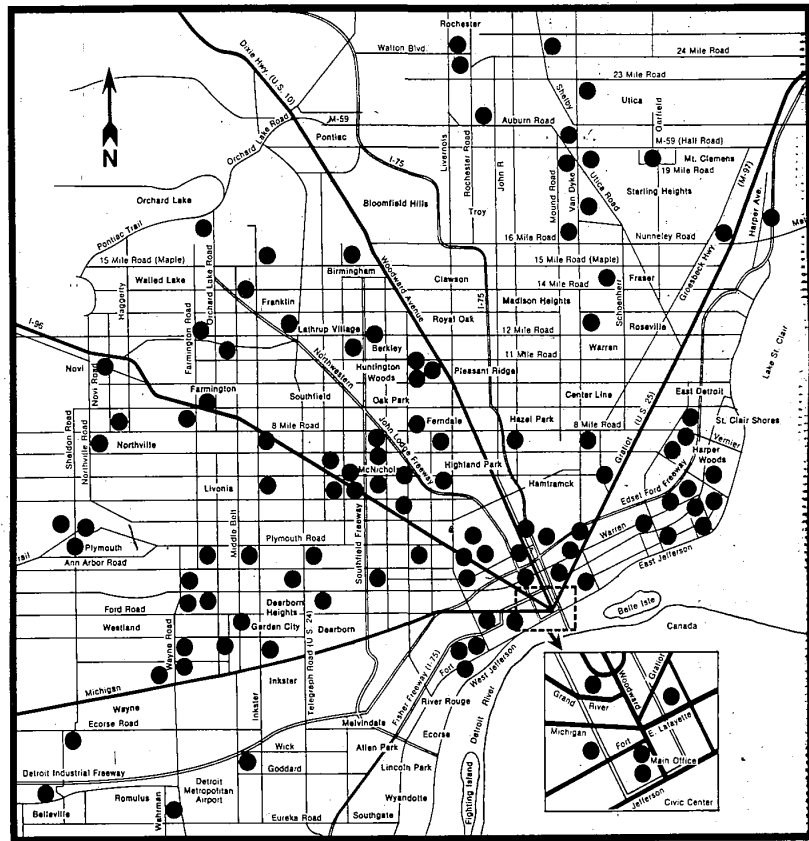 Rochester
Walton Blvd.
24 Mile Road
Dixie Hwy. (U.S. 10)
23 Mile Road
Shelby
Utica
Garfield
Orchard Lake Road
M-59
Pontiac
Auburn Road
M-59 (Hall Road)
N
I-75
Livernois
Rochester Road
John R
Mound Road
Van Dyke
Utica Road
Mt. Clemens
19 Mile Road
Sterling Heights
(M-97)
Harper Ave.
Orchard Lake
Bloomfield Hills
Troy
Pontiac Trail
16 Mile Road
Nunneley Road
15 Mile Road (Maple)
Walled Lake
Orchard Lake Road
Birmingham
Woodward Avenue
Clawson
15 Mile Road (Maple)
14 Mile Road
Fraser
Groesbeck Hwy.
Haggerty
Franklin
I-75
Madison Heights
Schoenherr
I-96
Farmington Road
Lathrup Village
Royal Oak
12 Mile Road
Roseville
Warren
Lake St. Clair
Northwestern
Berkley
11 Mile Road
Novi
Novi Road
Huntington
Woods
Pleasant Ridge
Farmington
Southfield
Oak Park
Center Line
East Detroit
Sheldon Road
Northville Road
8 Mile Road
John Lodge Freeway
Ferndale
Hazel Park
8 Mile Road
Gratiot (U.S. 25)
St. Clair Shores
Vernier
Northville
McNichols
Highland Park
Harper
Woods
Livonia
Hamtramck
Edsel Ford Freeway
Middle Belt
Southfield Freeway
Warren
Plymouth
Plymouth Road
East Jefferson
Trail
Ann Arbor Road
Ford Road
Dearborn
Heights
Belle Isle
Westland
Garden City
Dearborn
Canada
Wayne Road
Telegraph Road (U.S. 24)
Fisher Freeway (I-75)
Fort
West Jefferson
Michigan
Wayne
Inkster
River Rouge
Detroit River
Ecorse Road
Inkster
Melvindale
Ecorse
Wick
Allen Park
Detroit Industrial Freeway
Goddard
Lincoln Park
Fighting Island
Detroit
Metropolitan
Airport
Wyandotte
Belleville
Romulus
Wahrman
Eureka Road
Southgate
Grand
River
Woodward
Gratiot
Michigan
Fort
E. Lafayette
Main Office
Jefferson
Civic Center